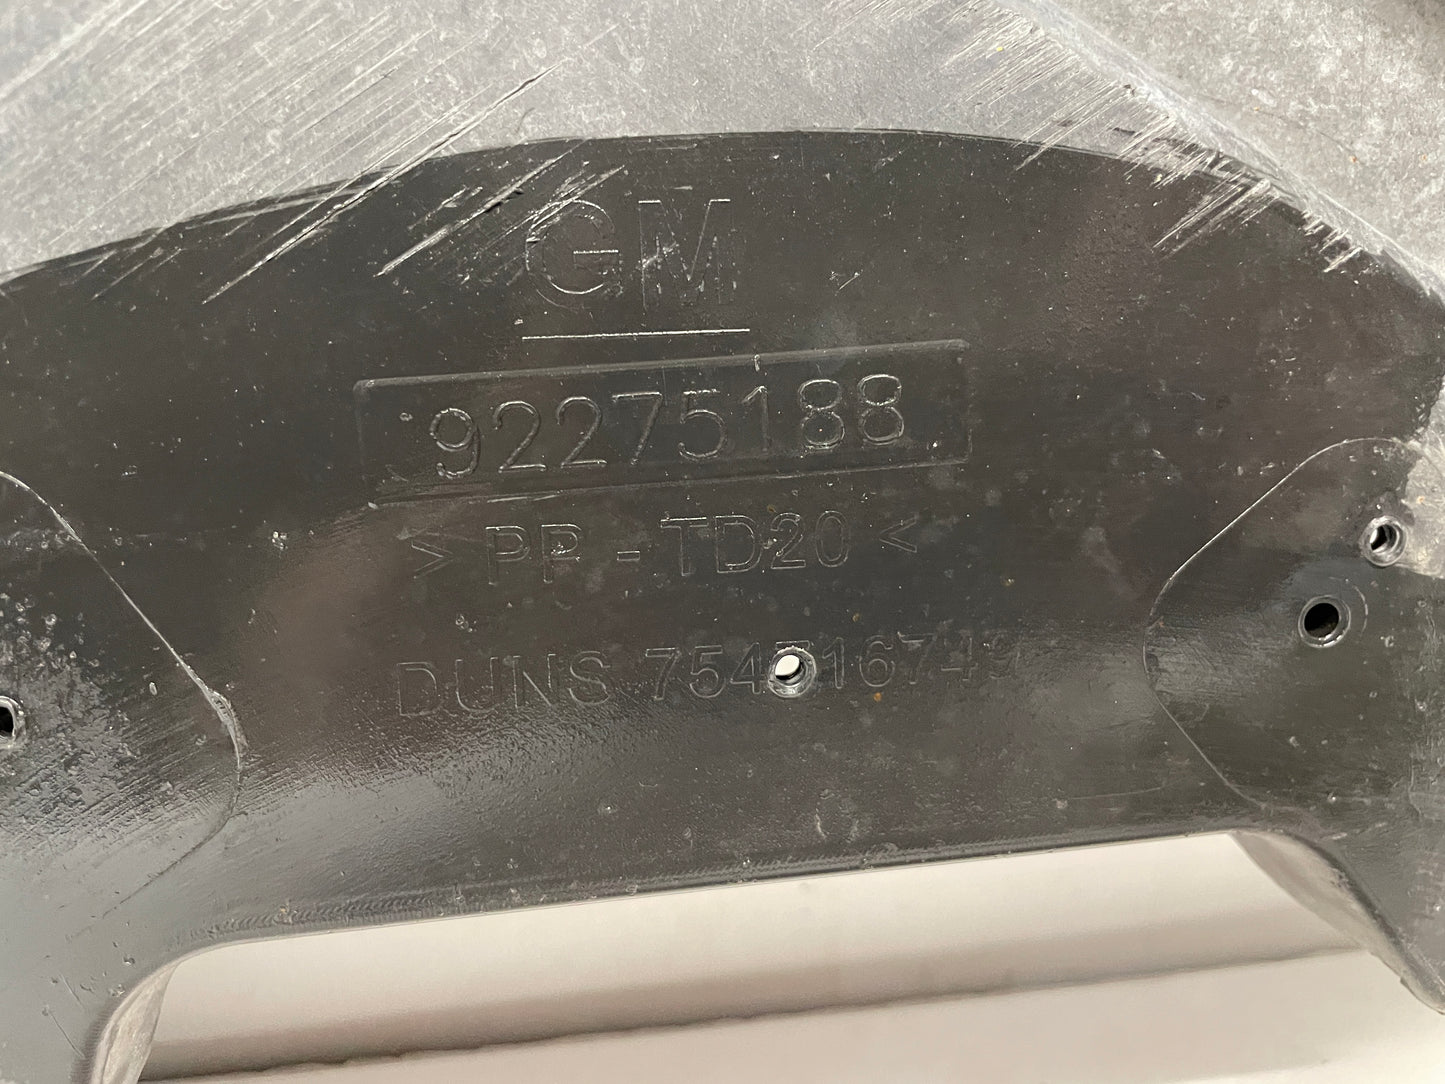 GM
92275188
> PP - TD20 <
DUNS